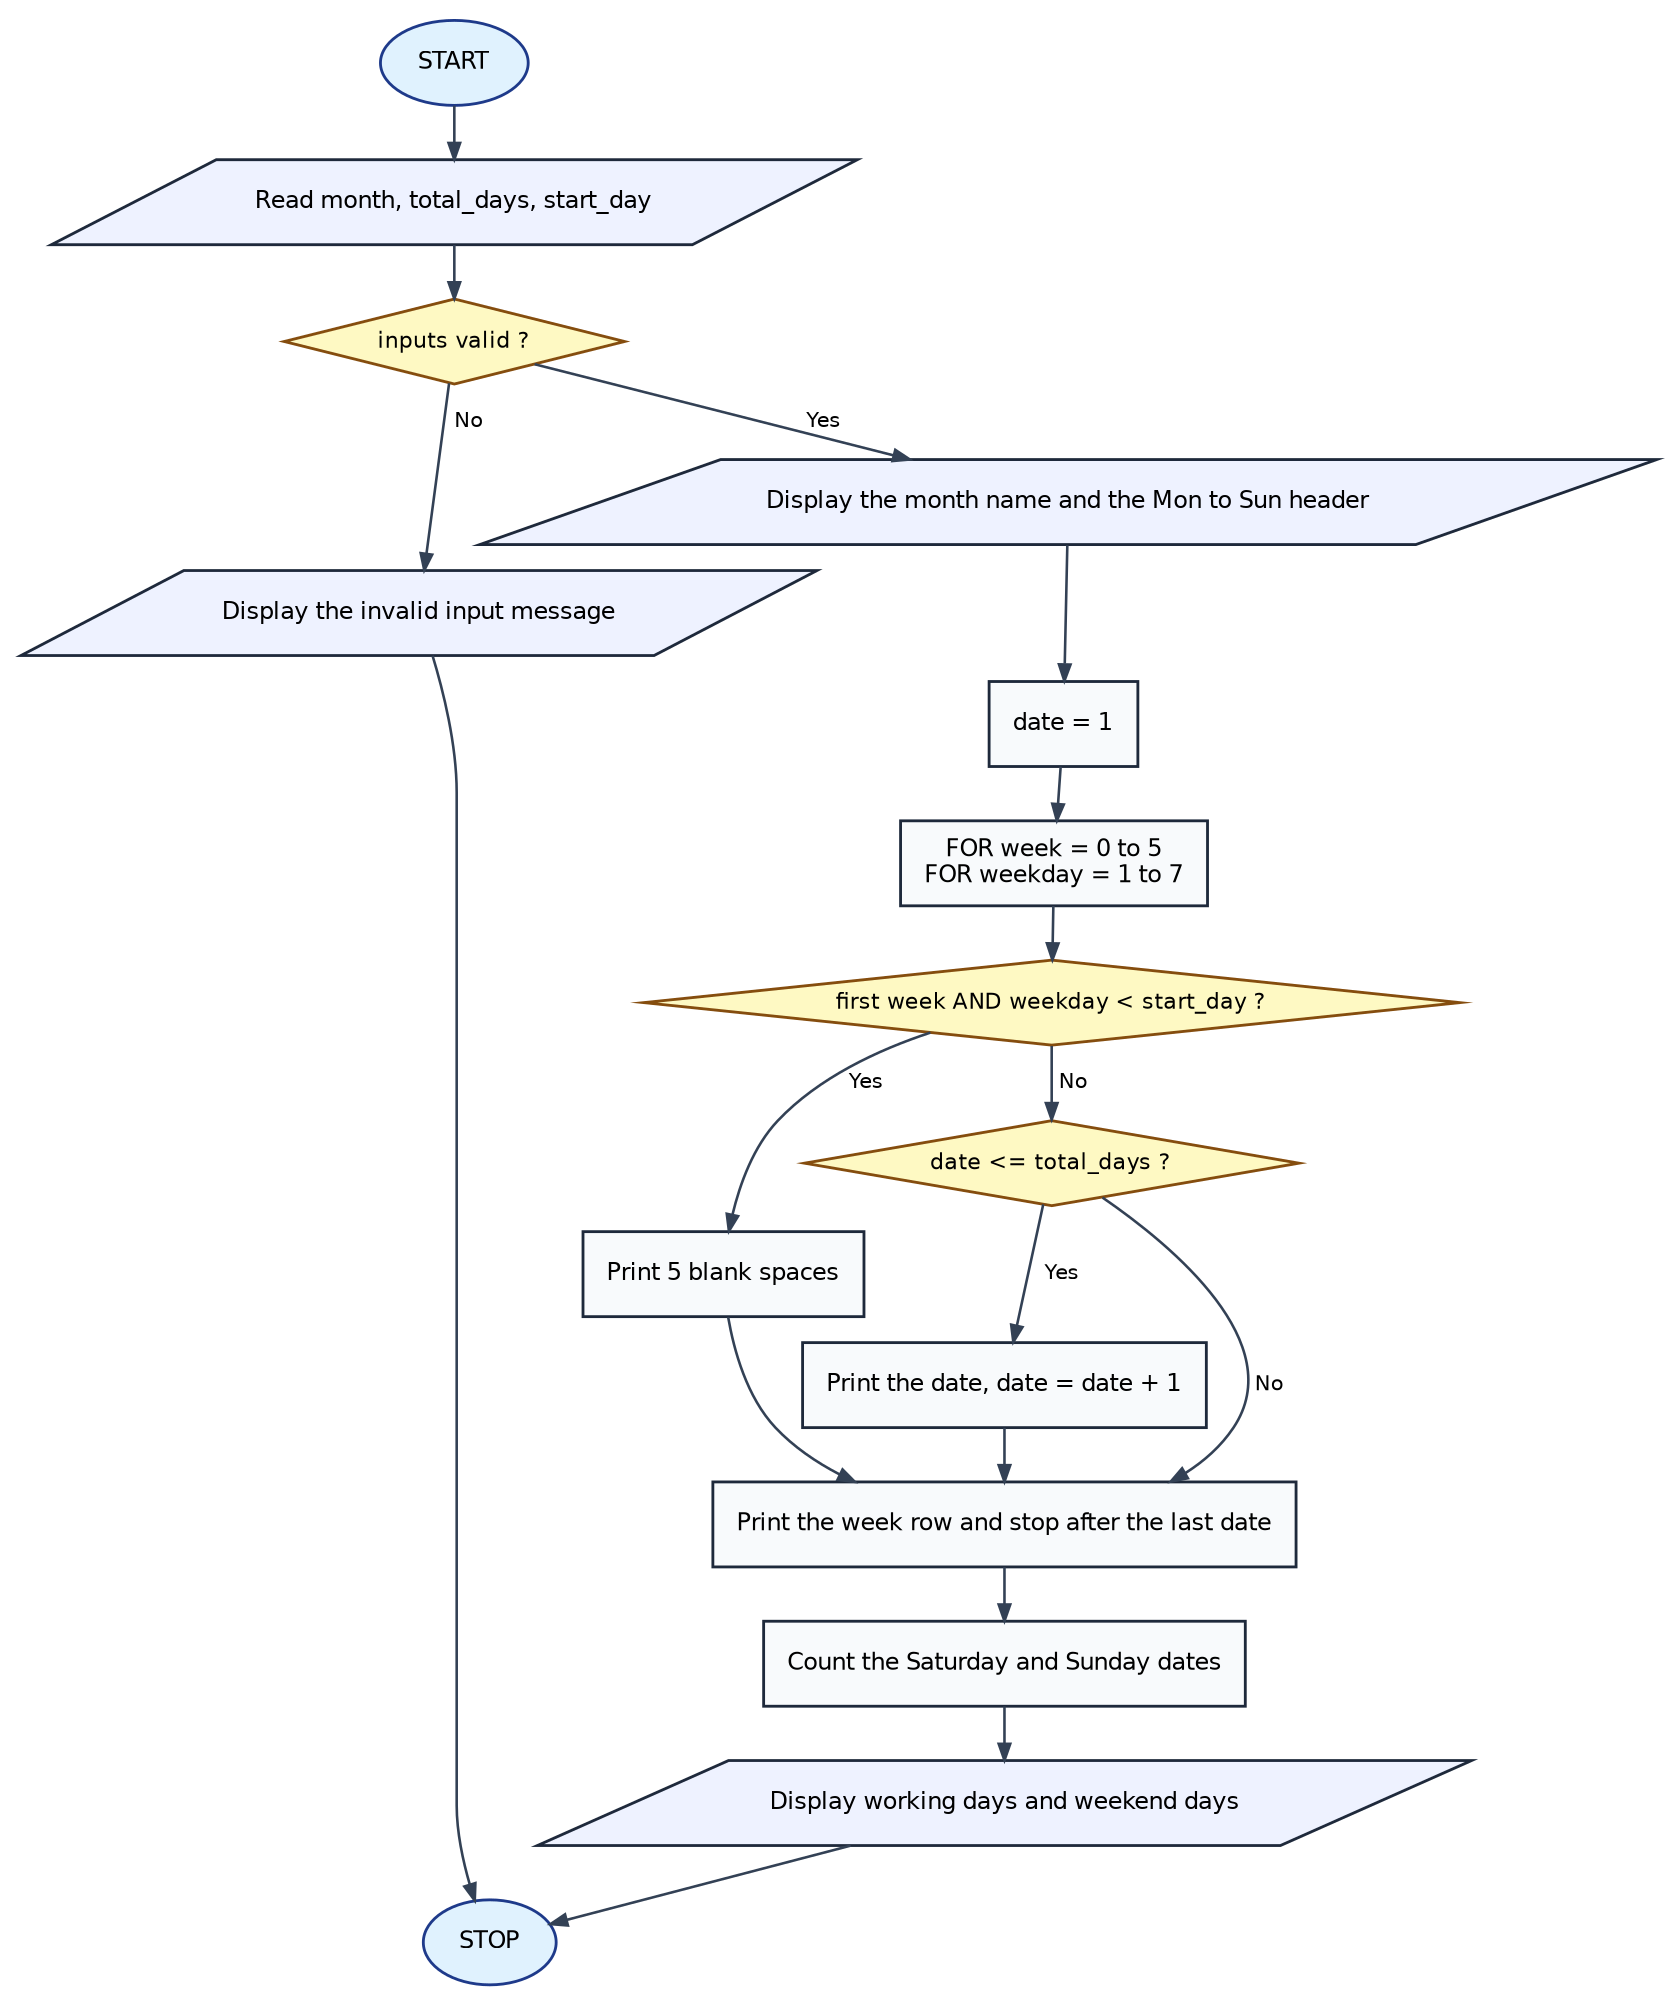 START
Read month, total_days, start_day
inputs valid ?
No
Yes
Display the month name and the Mon to Sun header
Display the invalid input message
date = 1
FOR week = 0 to 5
FOR weekday = 1 to 7
first week AND weekday < start_day ?
Yes
No
date <= total_days ?
Print 5 blank spaces
Yes
Print the date, date = date + 1
No
Print the week row and stop after the last date
Count the Saturday and Sunday dates
Display working days and weekend days
STOP